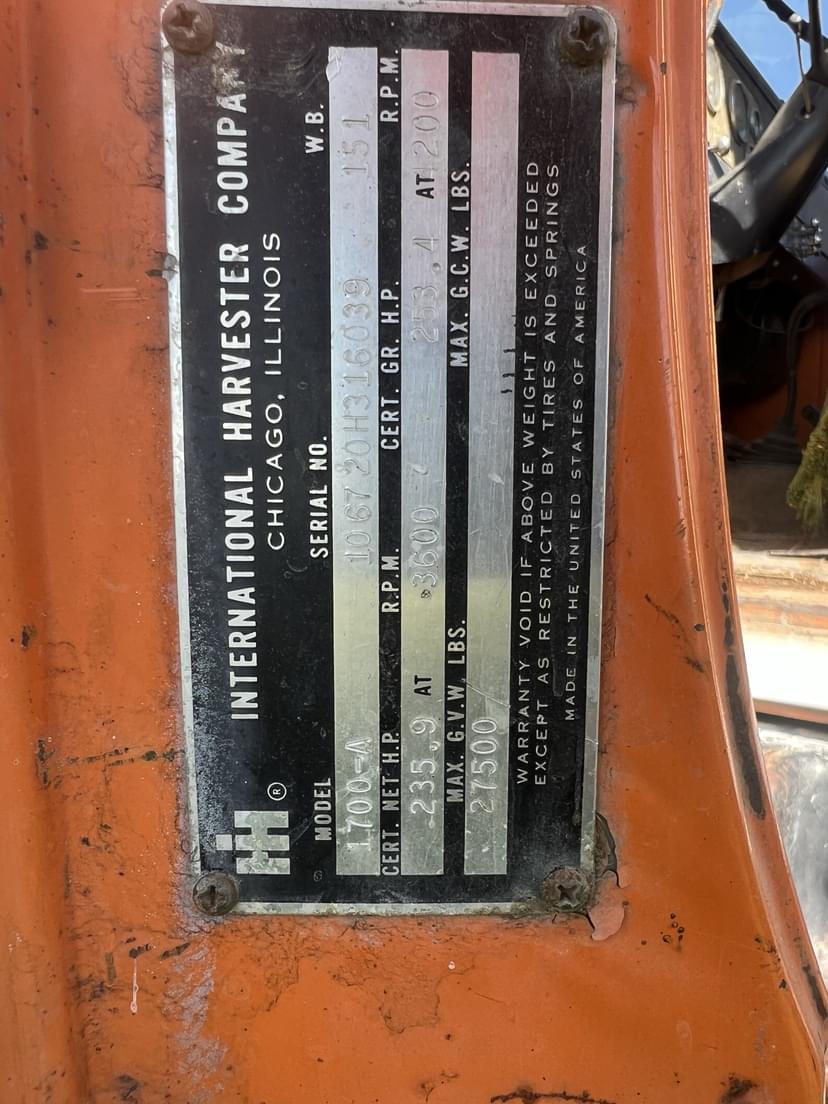 INTERNATIONAL HARVESTER COMPANY
CHICAGO, ILLINOIS
IH ®
MODEL SERIAL NO. W.B.
1700-A 106720H316039 151
CERT. NET H.P. R.P.M. CERT. GR. H.P. R.P.M.
235.9 AT 3600 253.4 AT 200
MAX. G.V.W. LBS. MAX. G.C.W. LBS.
27500
WARRANTY VOID IF ABOVE WEIGHT IS EXCEEDED
EXCEPT AS RESTRICTED BY TIRES AND SPRINGS
MADE IN THE UNITED STATES OF AMERICA